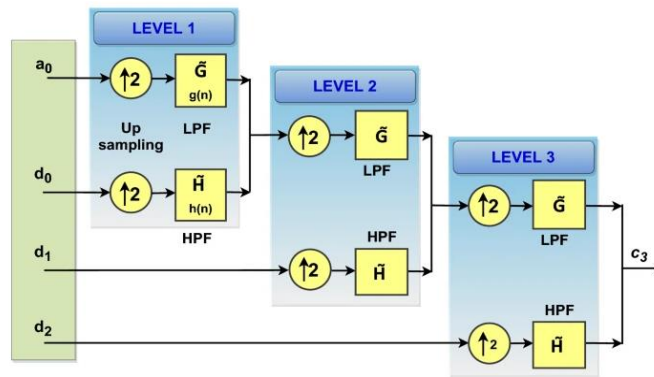 LEVEL 1
a0
↑2
G̃
g(n)
Up
sampling
LPF
d0
↑2
H̃
h(n)
HPF
LEVEL 2
↑2
G̃
LPF
d1
↑2
HPF
H̃
LEVEL 3
↑2
G̃
LPF
c3
d2
↑2
HPF
H̃